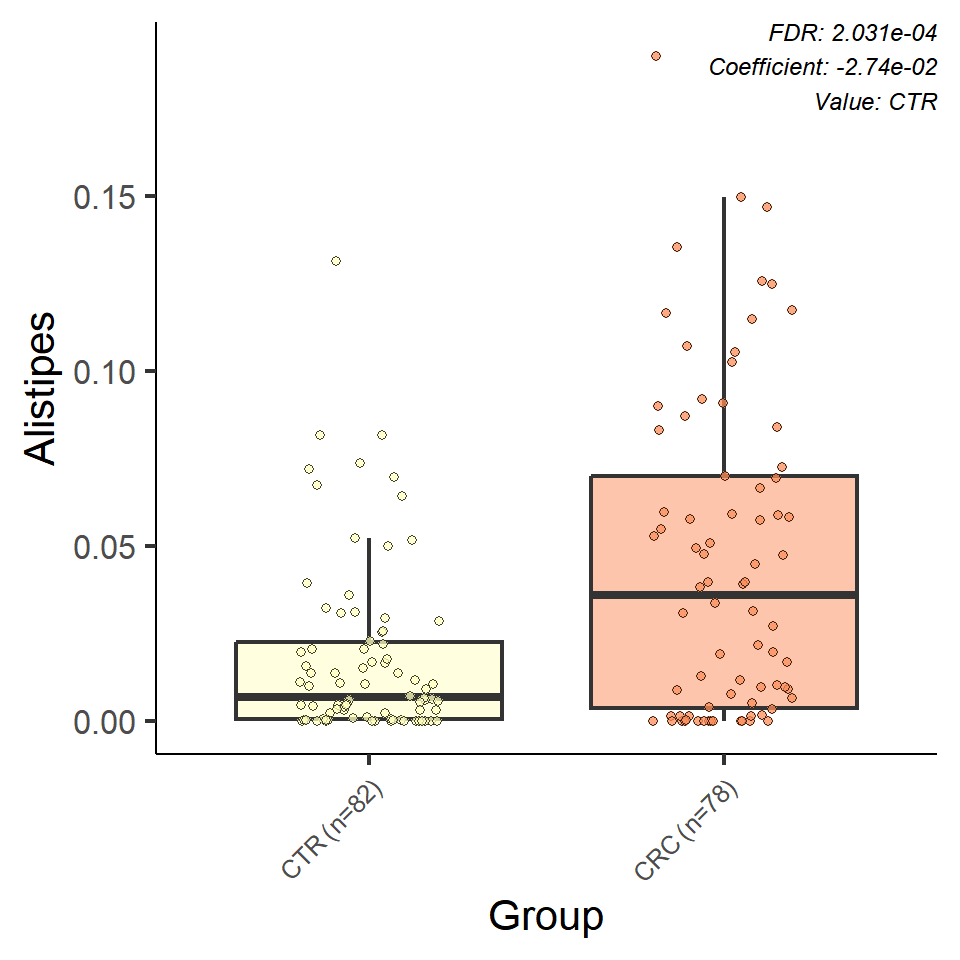 FDR: 2.031e-04
Coefficient: -2.74e-02
Value: CTR
0.15
0.10
0.05
0.00
Alistipes
CTR (n=82)
CRC (n=78)
Group